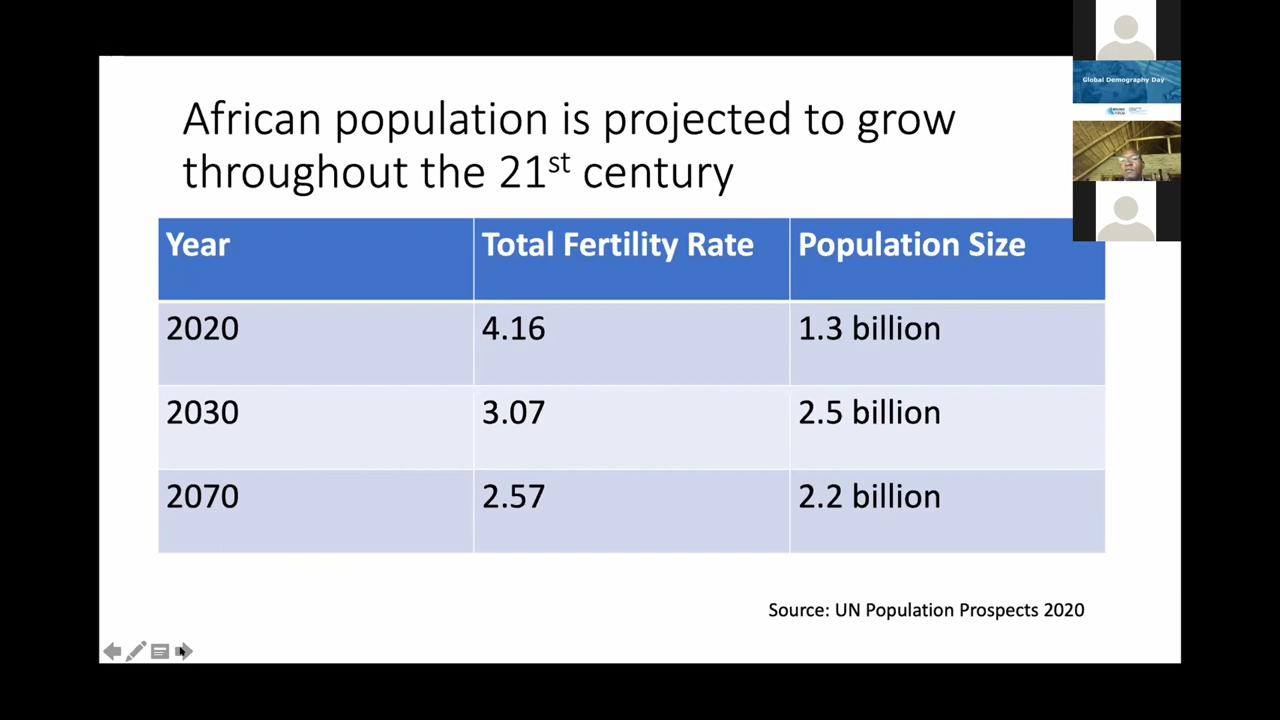 Global Demography Day
African population is projected to grow
throughout the 21st century
Year Total Fertility Rate Population Size
2020 4.16 1.3 billion
2030 3.07 2.5 billion
2070 2.57 2.2 billion
Source: UN Population Prospects 2020